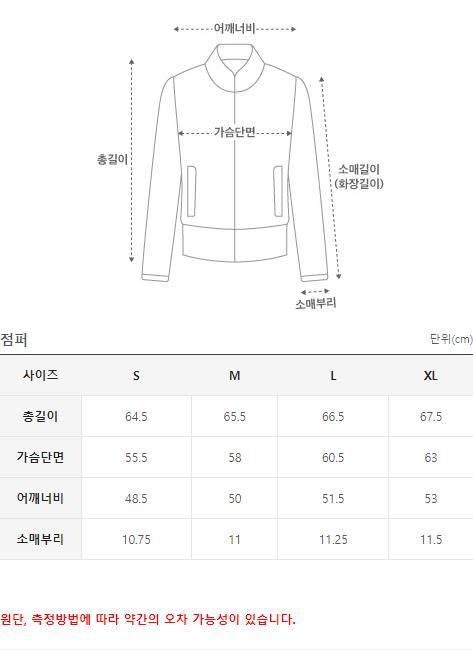 어깨너비
가슴단면
총길이
소매길이
(화장길이)
소매부리
점퍼 단위(cm)
사이즈 S M L XL
총길이 64.5 65.5 66.5 67.5
가슴단면 55.5 58 60.5 63
어깨너비 48.5 50 51.5 53
소매부리 10.75 11 11.25 11.5
원단, 측정방법에 따라 약간의 오차 가능성이 있습니다.